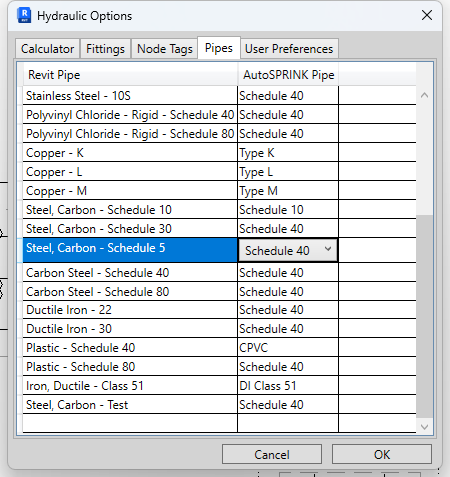 Hydraulic Options
Calculator Fittings Node Tags Pipes User Preferences
Revit Pipe AutoSPRINK Pipe
Stainless Steel - 10S Schedule 40
Polyvinyl Chloride - Rigid - Schedule 40 Schedule 40
Polyvinyl Chloride - Rigid - Schedule 80 Schedule 40
Copper - K Type K
Copper - L Type L
Copper - M Type M
Steel, Carbon - Schedule 10 Schedule 10
Steel, Carbon - Schedule 30 Schedule 40
Steel, Carbon - Schedule 5 Schedule 40
Carbon Steel - Schedule 40 Schedule 40
Carbon Steel - Schedule 80 Schedule 40
Ductile Iron - 22 Schedule 40
Ductile Iron - 30 Schedule 40
Plastic - Schedule 40 CPVC
Plastic - Schedule 80 Schedule 40
Iron, Ductile - Class 51 DI Class 51
Steel, Carbon - Test Schedule 40
Cancel OK